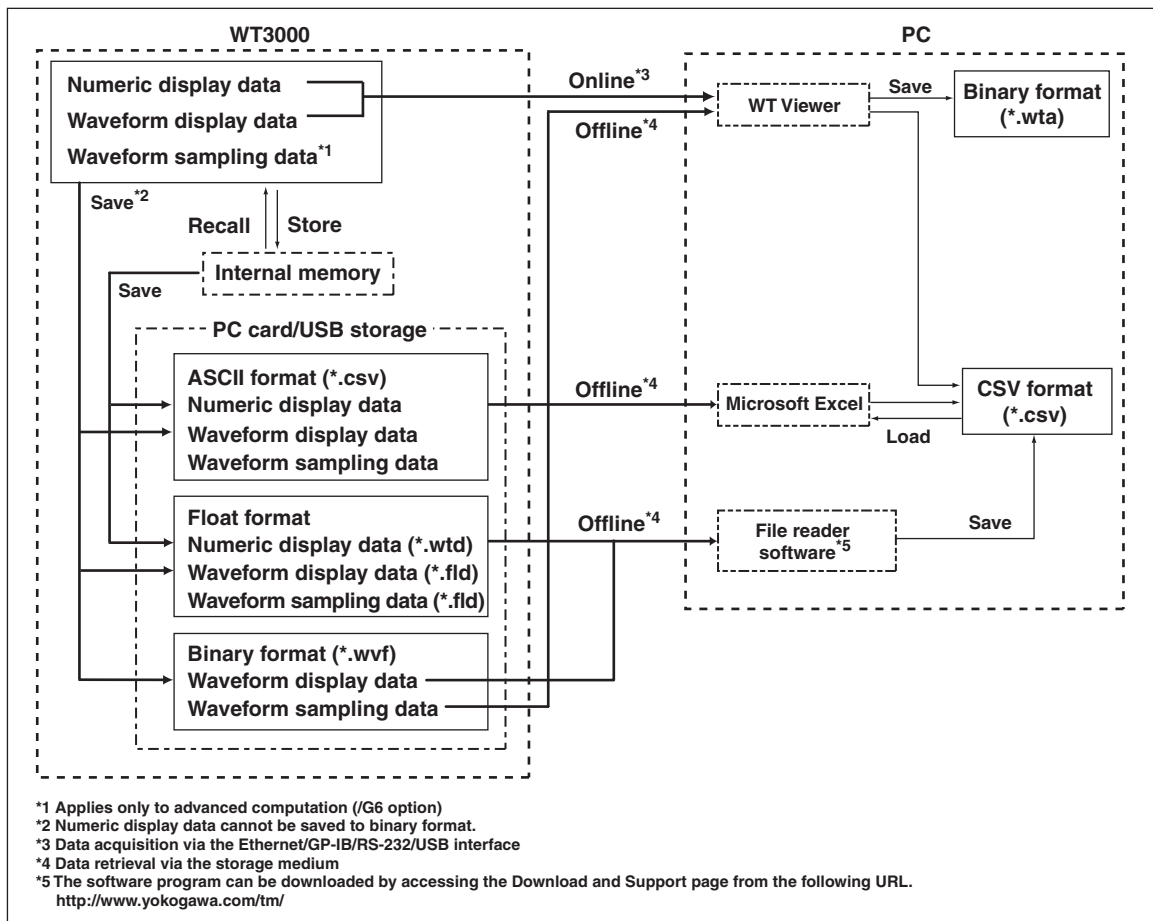 WT3000
PC
Numeric display data
Waveform display data
Waveform sampling data*1
Online*3
Offline*4
WT Viewer
Save
Binary format
(*.wta)
Save*2
Recall
Store
Internal memory
Save
PC card/USB storage
ASCII format (*.csv)
Numeric display data
Waveform display data
Waveform sampling data
Offline*4
Microsoft Excel
Load
CSV format
(*.csv)
Float format
Numeric display data (*.wtd)
Waveform display data (*.fld)
Waveform sampling data (*.fld)
Offline*4
File reader
software*5
Save
Binary format (*.wvf)
Waveform display data
Waveform sampling data
*1 Applies only to advanced computation (/G6 option)
*2 Numeric display data cannot be saved to binary format.
*3 Data acquisition via the Ethernet/GP-IB/RS-232/USB interface
*4 Data retrieval via the storage medium
*5 The software program can be downloaded by accessing the Download and Support page from the following URL.
http://www.yokogawa.com/tm/